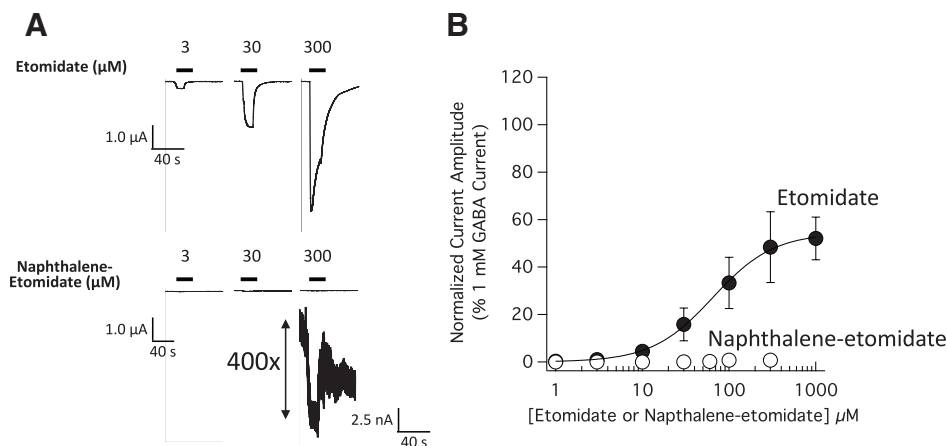 A
3 30 300
Etomidate (µM)
1.0 µA
40 s
3 30 300
Naphthalene-
Etomidate (µM)
1.0 µA
40 s
400x
2.5 nA
40 s
B
Normalized Current Amplitude
(% 1 mM GABA Current)
120
100
80
60
40
20
0
Etomidate
Naphthalene-etomidate
1 10 100 1000
[Etomidate or Napthalene-etomidate] µM